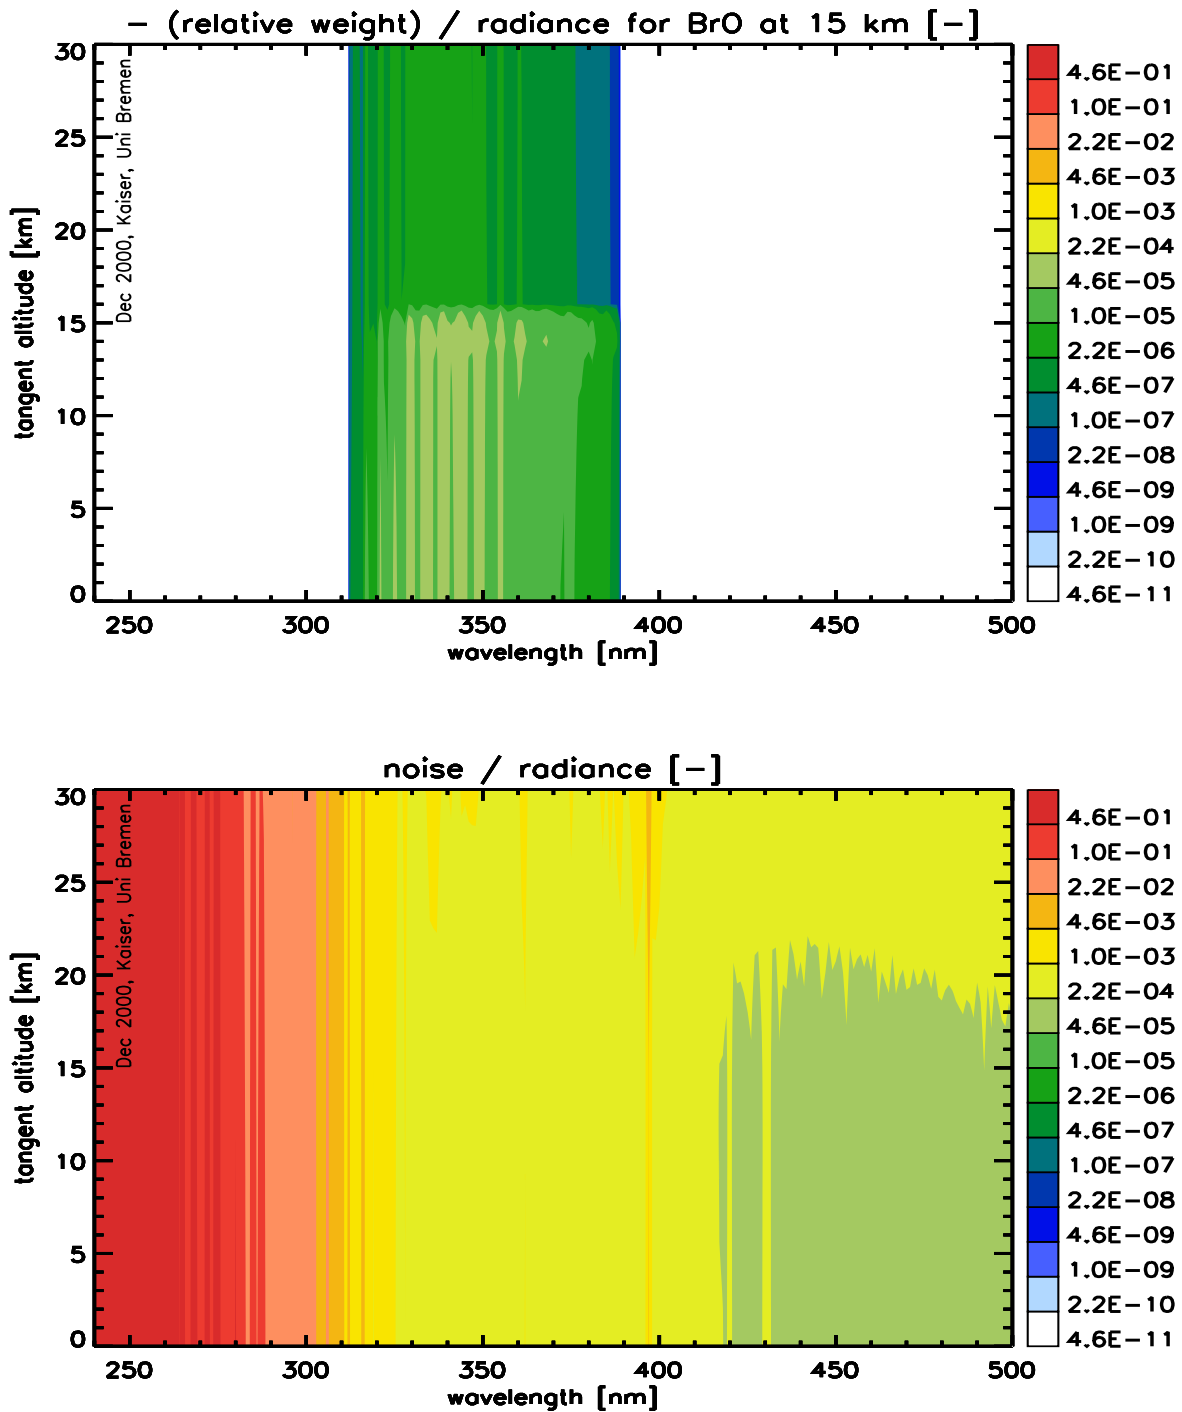 − (relative weight) / radiance for BrO at 15 km [−]
30
25
20
15
10
5
0
tangent altitude [km]
Dec 2000, Kaiser, Uni Bremen
250 300 350 400 450 500
wavelength [nm]
4.6E−01
1.0E−01
2.2E−02
4.6E−03
1.0E−03
2.2E−04
4.6E−05
1.0E−05
2.2E−06
4.6E−07
1.0E−07
2.2E−08
4.6E−09
1.0E−09
2.2E−10
4.6E−11
noise / radiance [−]
30
25
20
15
10
5
0
tangent altitude [km]
Dec 2000, Kaiser, Uni Bremen
250 300 350 400 450 500
wavelength [nm]
4.6E−01
1.0E−01
2.2E−02
4.6E−03
1.0E−03
2.2E−04
4.6E−05
1.0E−05
2.2E−06
4.6E−07
1.0E−07
2.2E−08
4.6E−09
1.0E−09
2.2E−10
4.6E−11